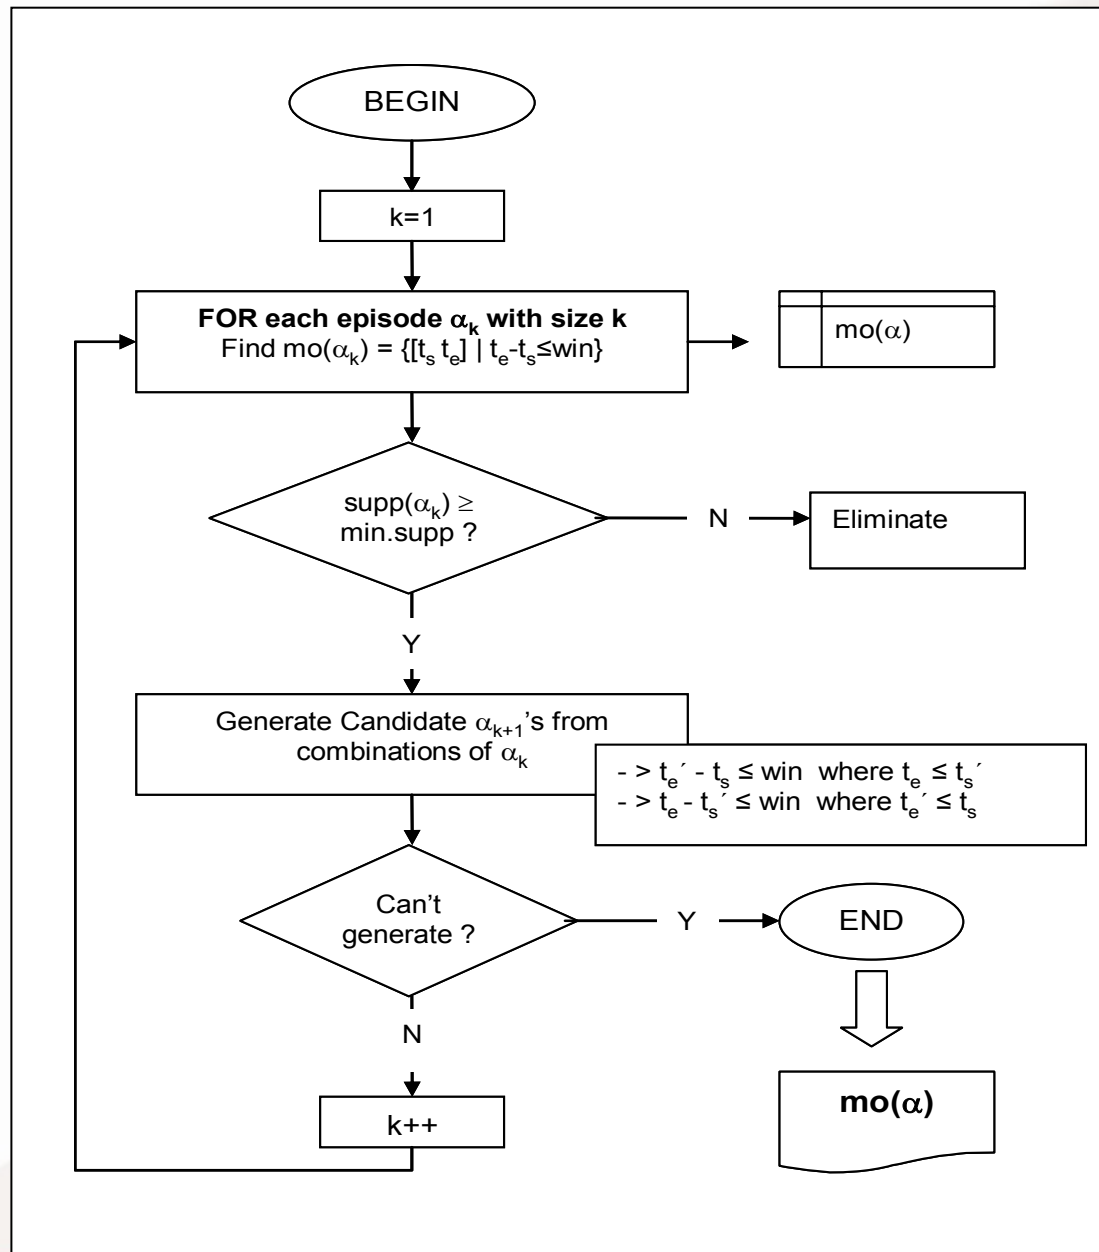 BEGIN
k=1
FOR each episode αₖ with size k
Find mo(αₖ) = {[tₛ tₑ] | tₑ-tₛ≤win}
mo(α)
supp(αₖ) ≥
min.supp ?
N
Eliminate
Y
Generate Candidate αₖ₊₁’s from
combinations of αₖ
- > tₑ´ - tₛ ≤ win where tₑ ≤ tₛ´
- > tₑ - tₛ´ ≤ win where tₑ´ ≤ tₛ
Can’t
generate ?
Y
END
N
k++
mo(α)